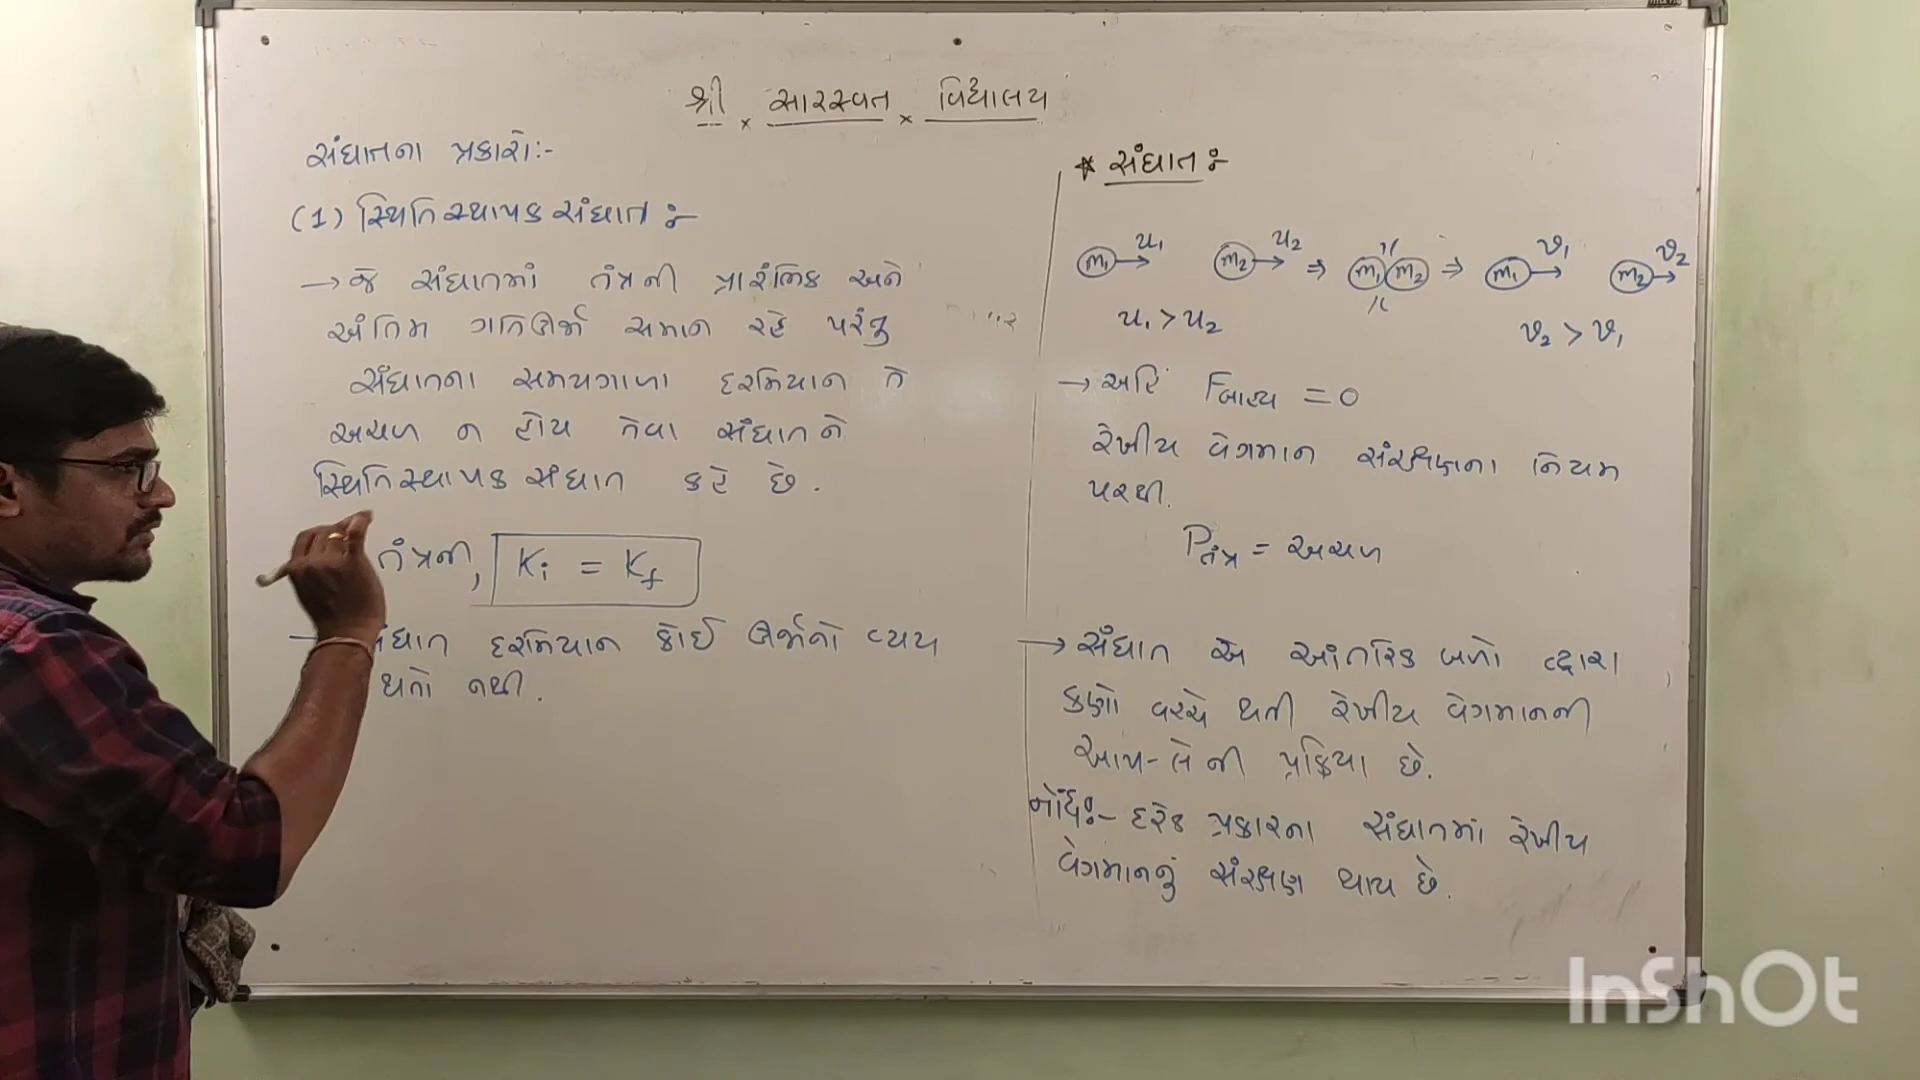 શ્રી × સારસ્વત × વિદ્યાલય
સંઘાતના પ્રકારો:-
(1) સ્થિતિસ્થાપક સંઘાત :-
→ જે સંઘાતમાં તંત્રની પ્રારંભિક અને
અંતિમ ગતિઊર્જા સમાન રહે પરંતુ
સંઘાતના સમયગાળા દરમિયાન તે
અચળ ન હોય તેવા સંઘાતને
સ્થિતિસ્થાપક સંઘાત કહે છે.
તંત્રની, Ki = Kf
દરમિયાન કોઈ ઊર્જાનો વ્યય
થતો નથી.
* સંઘાત :-
m₁ → u₁ m₂ → u₂ ⇒ m₁ m₂ ⇒ m₁ → v₁ m₂ → v₂
u₁ > u₂ v₂ > v₁
→ અહિં Fબાહ્ય = 0
રેખીય વેગમાન સંરક્ષણના નિયમ
પરથી.
Pતંત્ર = અચળ
→ સંઘાત એ આંતરિક બળો દ્વારા
કણો વચ્ચે થતી રેખીય વેગમાનની
આપ-લે ની પ્રક્રિયા છે.
નોંધ:- દરેક પ્રકારના સંઘાતમાં રેખીય
વેગમાનનું સંરક્ષણ થાય છે.
InShOt